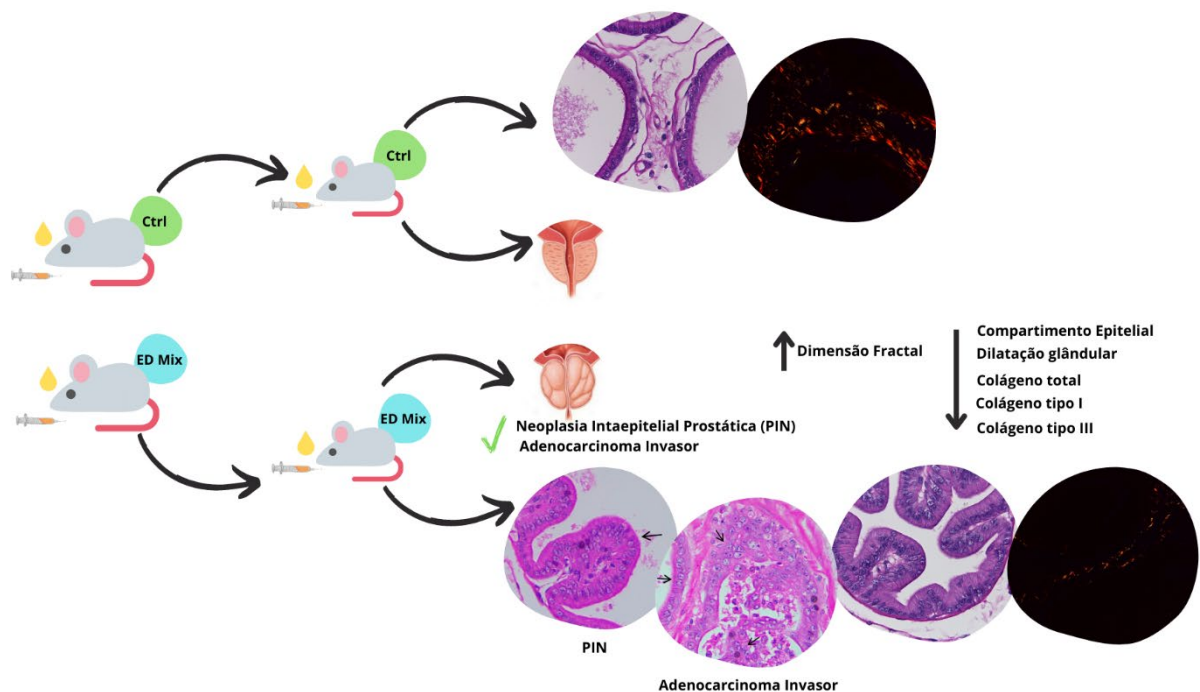 Ctrl
Ctrl
ED Mix
ED Mix
Neoplasia Intaepitelial Prostática (PIN)
Adenocarcinoma Invasor
Dimensão Fractal
Compartimento Epitelial
Dilatação glândular
Colágeno total
Colágeno tipo I
Colágeno tipo III
PIN
Adenocarcinoma Invasor